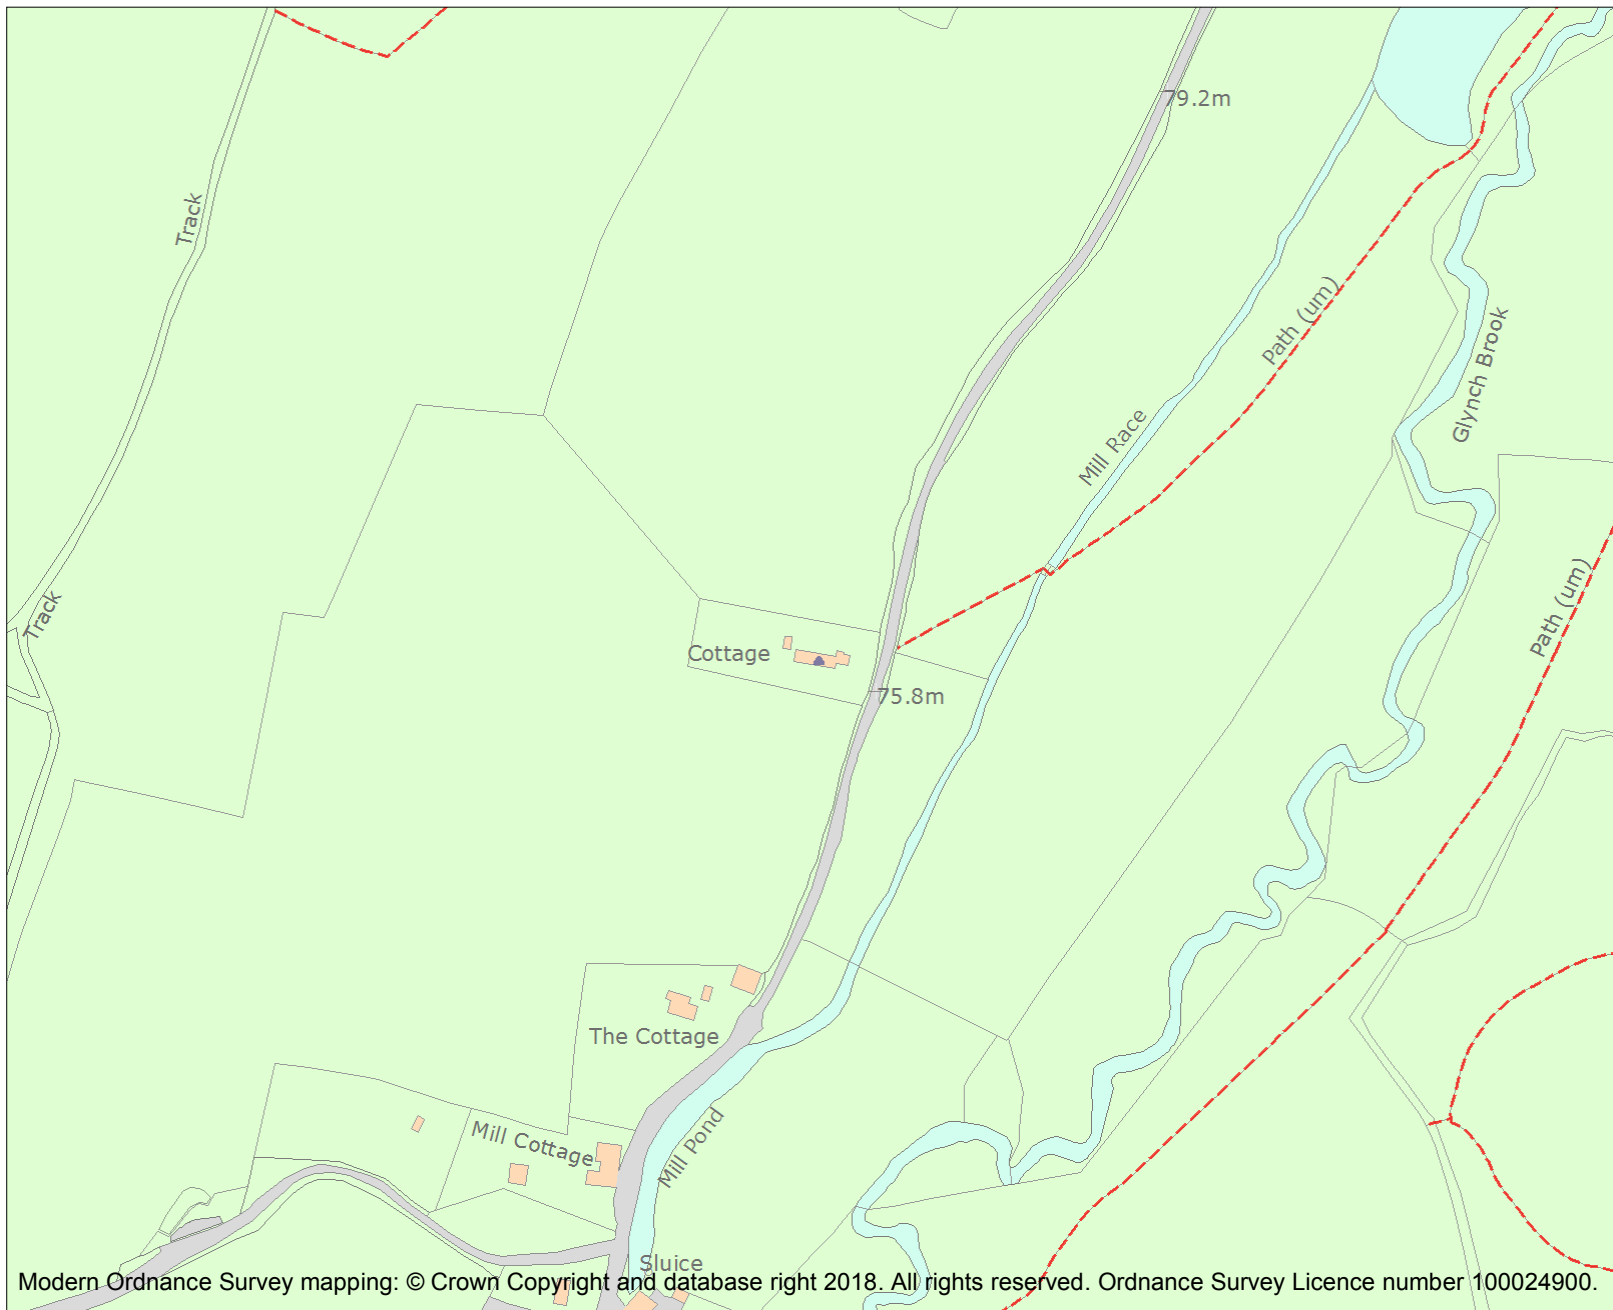 79.2m
Track
Path (um)
Glynch Brook
Mill Race
Track
Path (um)
Cottage
75.8m
The Cottage
Mill Cottage
Mill Pond
Sluice
Modern Ordnance Survey mapping: © Crown Copyright and database right 2018. All rights reserved. Ordnance Survey Licence number 100024900.